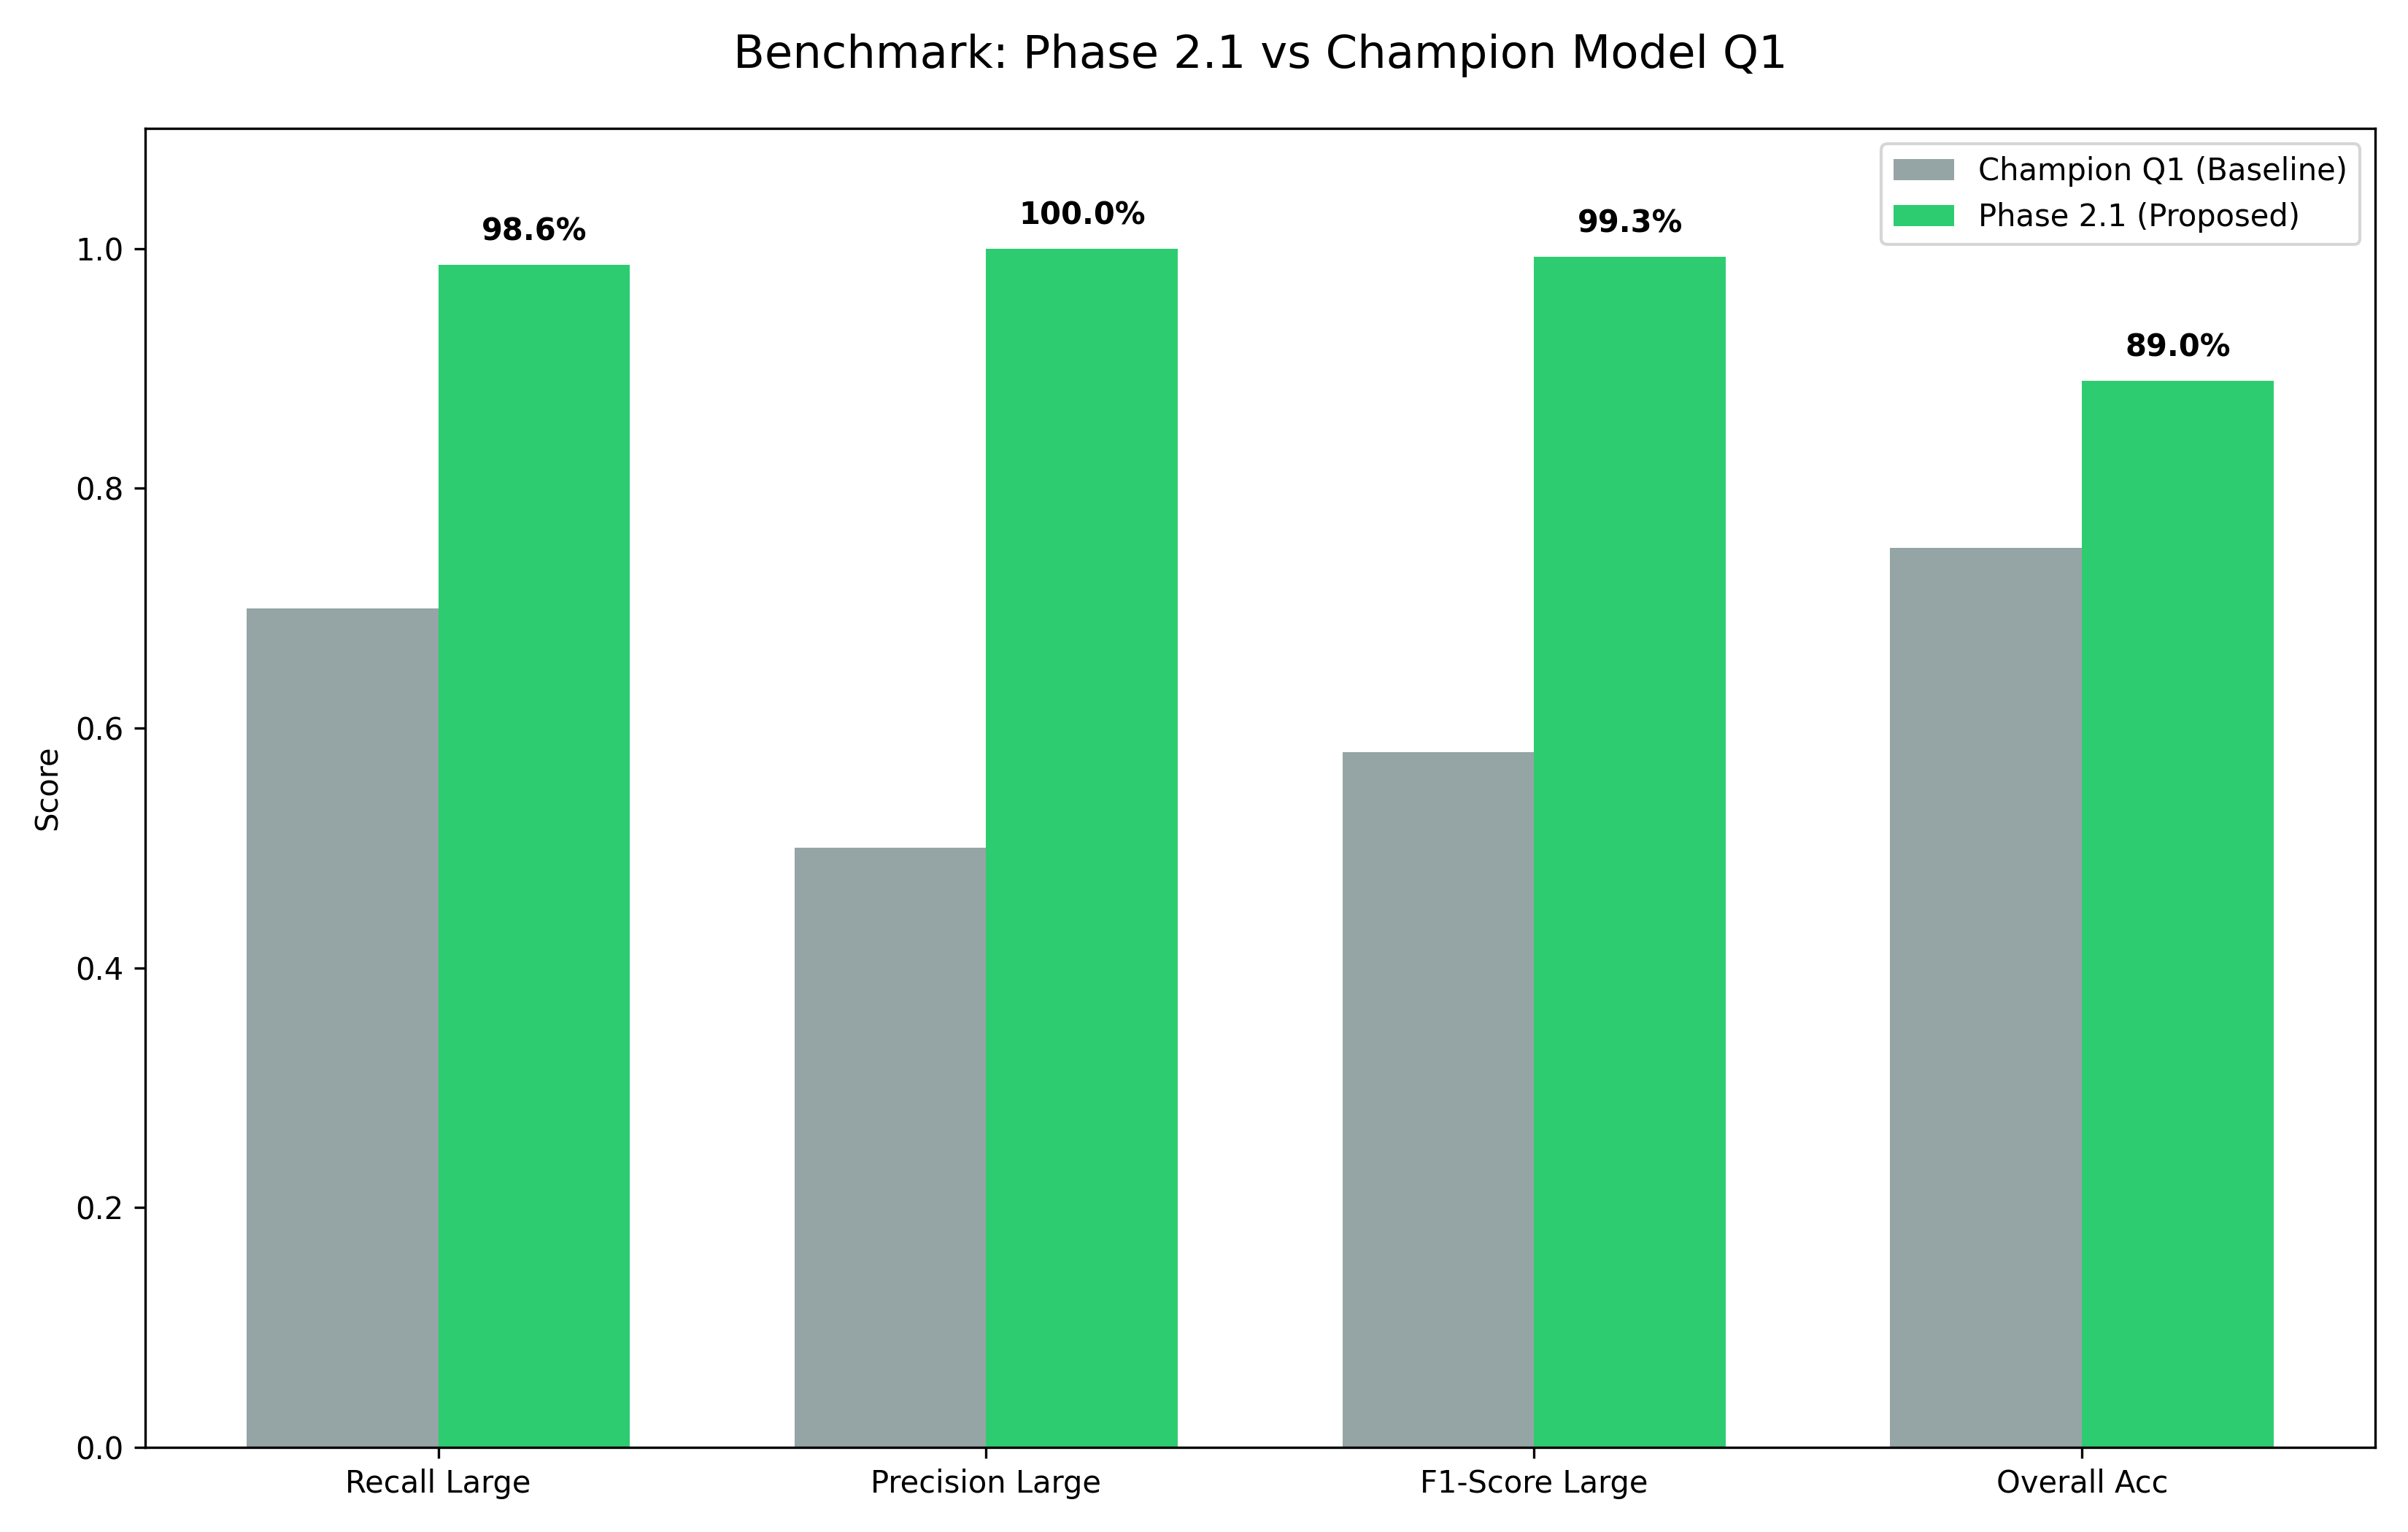 Benchmark: Phase 2.1 vs Champion Model Q1
Champion Q1 (Baseline)
Phase 2.1 (Proposed)
98.6%
100.0%
99.3%
89.0%
1.0
0.8
0.6
0.4
0.2
0.0
Score
Recall Large
Precision Large
F1-Score Large
Overall Acc